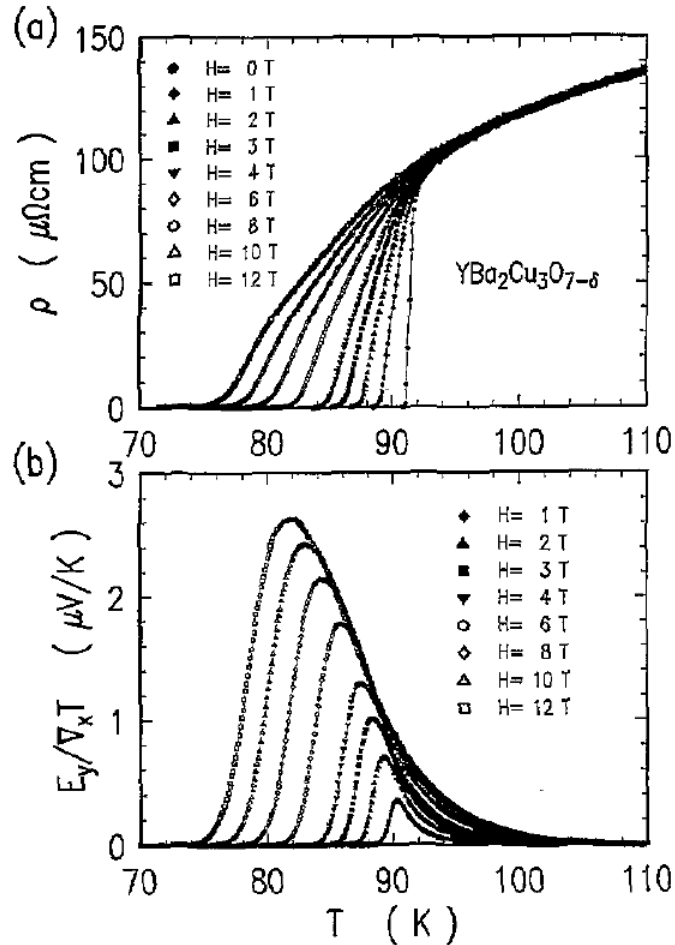 (a)
150
100
50
0
ρ ( μΩcm )
H= 0 T
H= 1 T
H= 2 T
H= 3 T
H= 4 T
H= 6 T
H= 8 T
H= 10 T
H= 12 T
YBa₂Cu₃O₇₋δ
70 80 90 100 110
(b)
3
2
1
0
E_y/∇_xT ( μV/K )
H= 1 T
H= 2 T
H= 3 T
H= 4 T
H= 6 T
H= 8 T
H= 10 T
H= 12 T
70 80 90 100 110
T ( K )